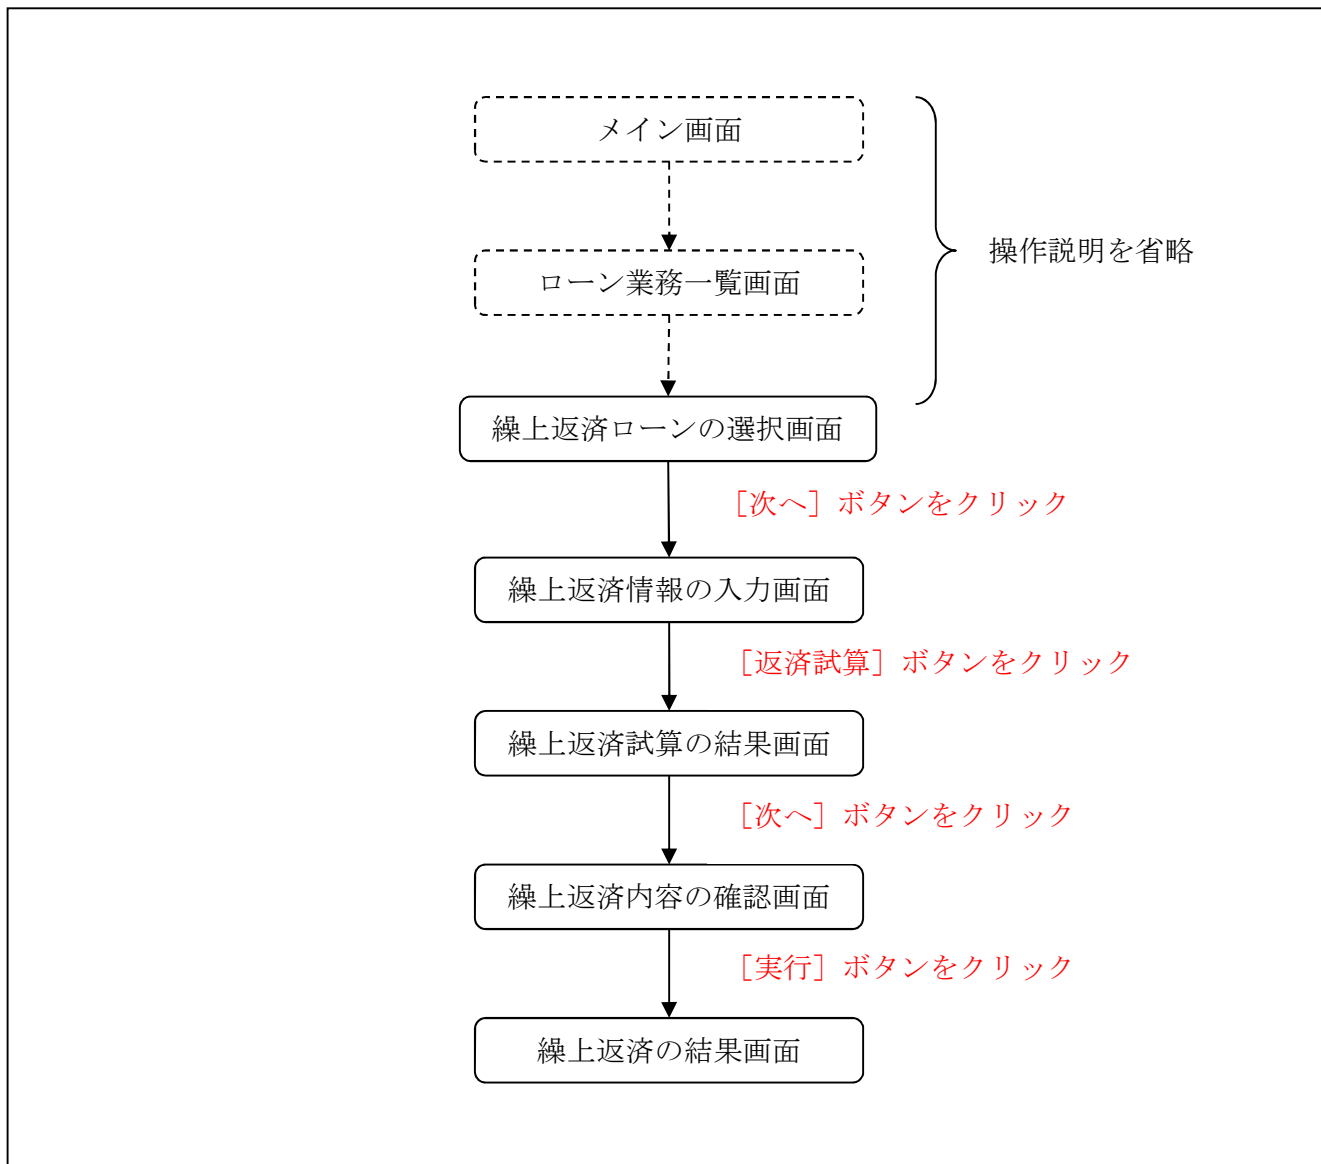 メイン画面
ローン業務一覧画面
操作説明を省略
繰上返済ローンの選択画面
［次へ］ボタンをクリック
繰上返済情報の入力画面
［返済試算］ボタンをクリック
繰上返済試算の結果画面
［次へ］ボタンをクリック
繰上返済内容の確認画面
［実行］ボタンをクリック
繰上返済の結果画面